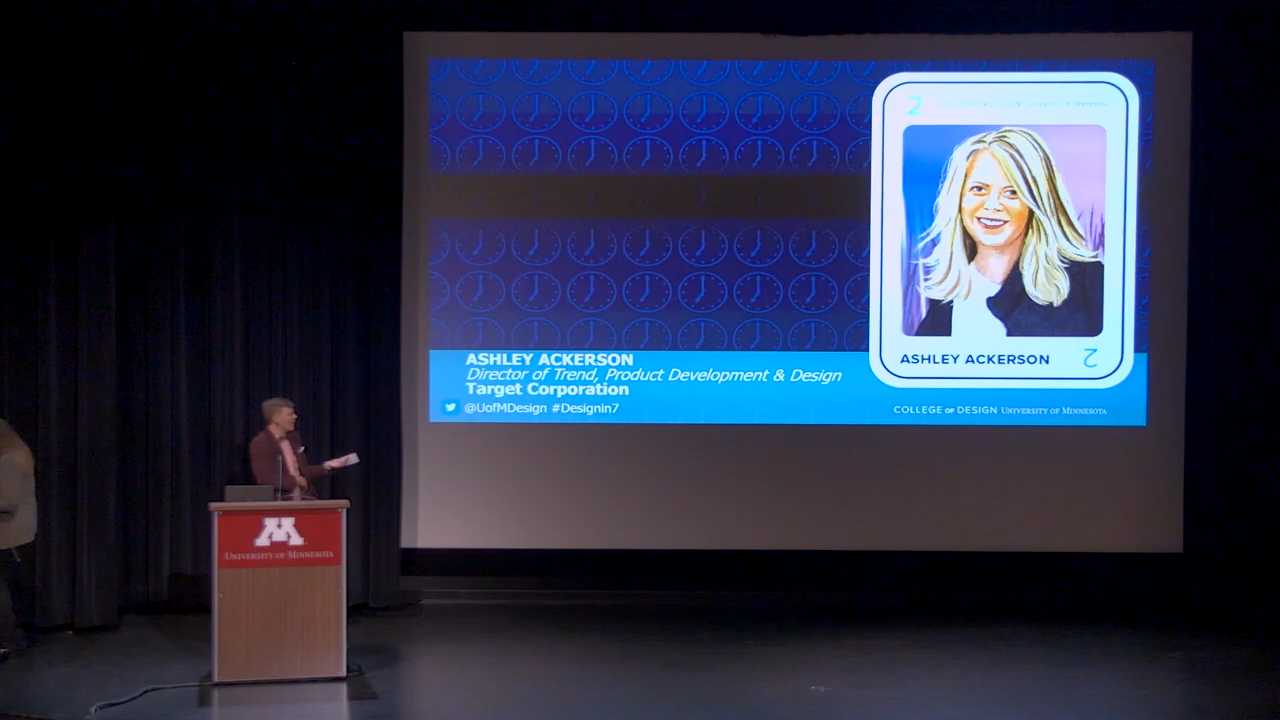 2
ASHLEY ACKERSON
2
ASHLEY ACKERSON
Director of Trend, Product Development & Design
Target Corporation
@UofMDesign #Designin7
COLLEGE OF DESIGN UNIVERSITY OF MINNESOTA
M
UNIVERSITY OF MINNESOTA